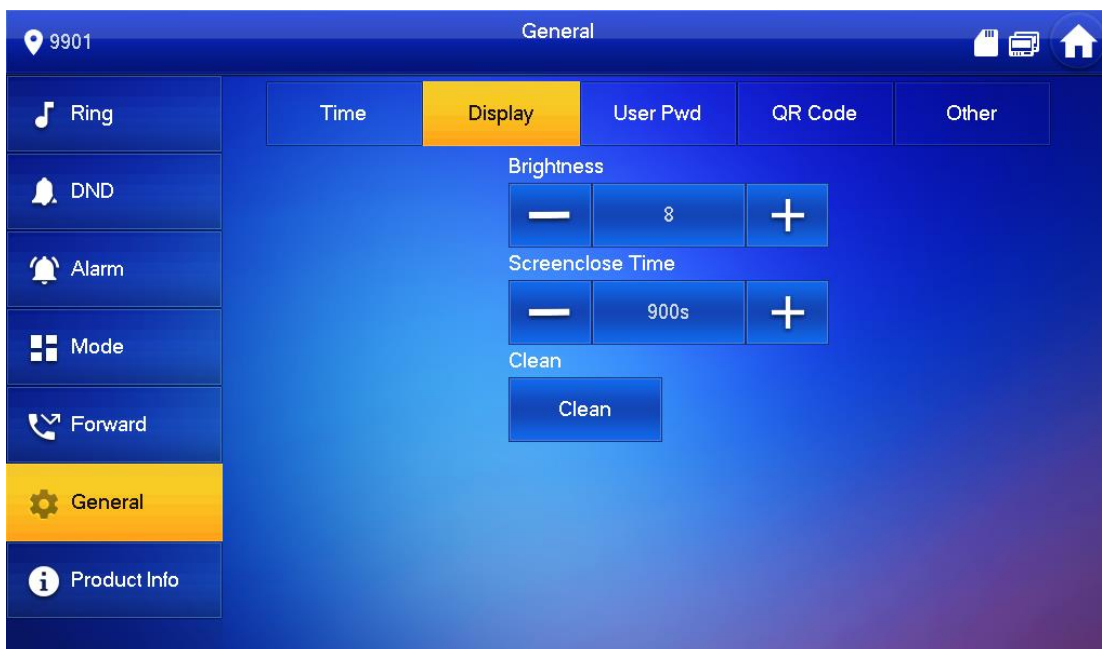 9901
General
Ring
DND
Alarm
Mode
Forward
General
Product Info
Time Display User Pwd QR Code Other
Brightness
8
Screenclose Time
900s
Clean
Clean